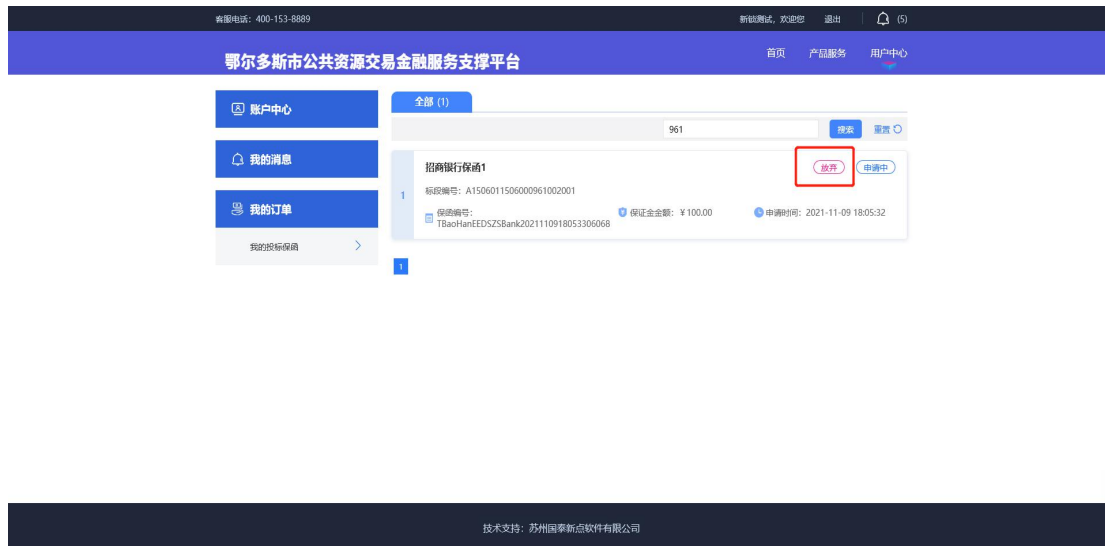 客服电话：400-153-8889
新锁测试，欢迎您 退出 (5)
鄂尔多斯市公共资源交易金融服务支撑平台
首页 产品服务 用户中心
账户中心
我的消息
我的订单
我的投标保函
全部 (1)
961 搜索 重置
招商银行保函1 放弃 申请中
1
标段编号：A1506011506000961002001
保函编号： 保证金金额：￥100.00 申请时间：2021-11-09 18:05:32
TBaoHanEEDSZSBank2021110918053306068
1
技术支持：苏州国泰新点软件有限公司